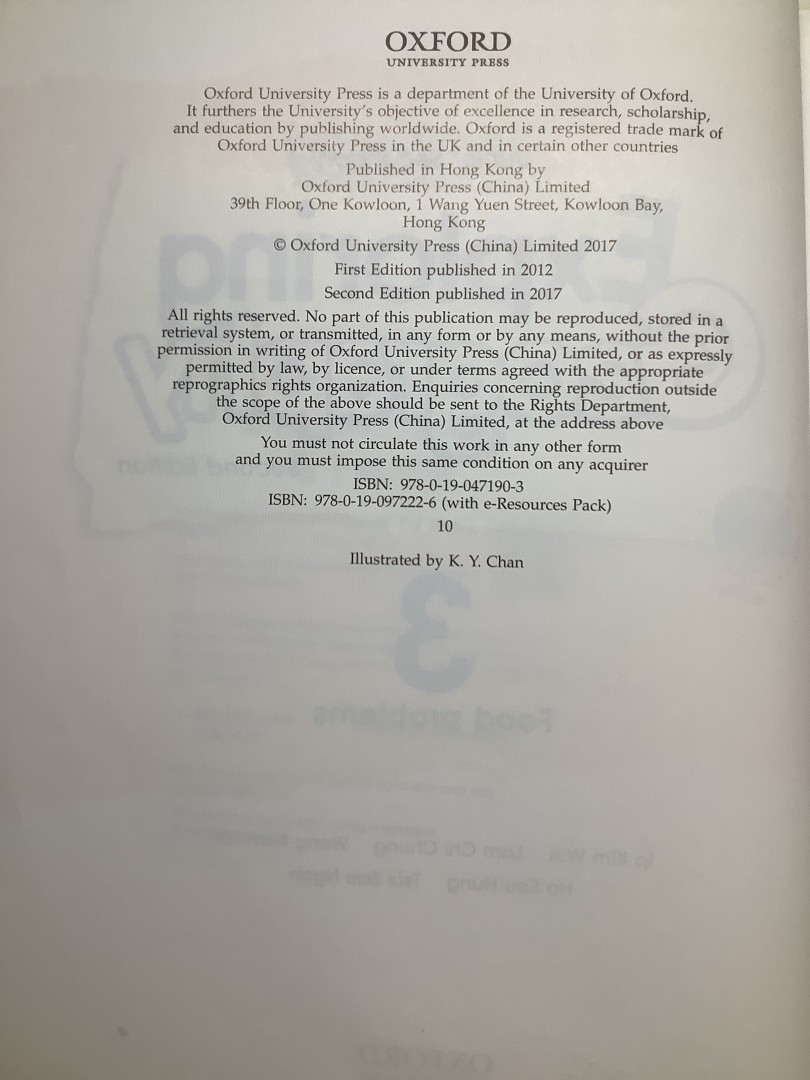 OXFORD
UNIVERSITY PRESS
Oxford University Press is a department of the University of Oxford.
It furthers the University's objective of excellence in research, scholarship,
and education by publishing worldwide. Oxford is a registered trade mark of
Oxford University Press in the UK and in certain other countries
Published in Hong Kong by
Oxford University Press (China) Limited
39th Floor, One Kowloon, 1 Wang Yuen Street, Kowloon Bay,
Hong Kong
© Oxford University Press (China) Limited 2017
First Edition published in 2012
Second Edition published in 2017
All rights reserved. No part of this publication may be reproduced, stored in a
retrieval system, or transmitted, in any form or by any means, without the prior
permission in writing of Oxford University Press (China) Limited, or as expressly
permitted by law, by licence, or under terms agreed with the appropriate
reprographics rights organization. Enquiries concerning reproduction outside
the scope of the above should be sent to the Rights Department,
Oxford University Press (China) Limited, at the address above
You must not circulate this work in any other form
and you must impose this same condition on any acquirer
ISBN: 978-0-19-047190-3
ISBN: 978-0-19-097222-6 (with e-Resources Pack)
10
Illustrated by K. Y. Chan
3
Food problems
OXFORD